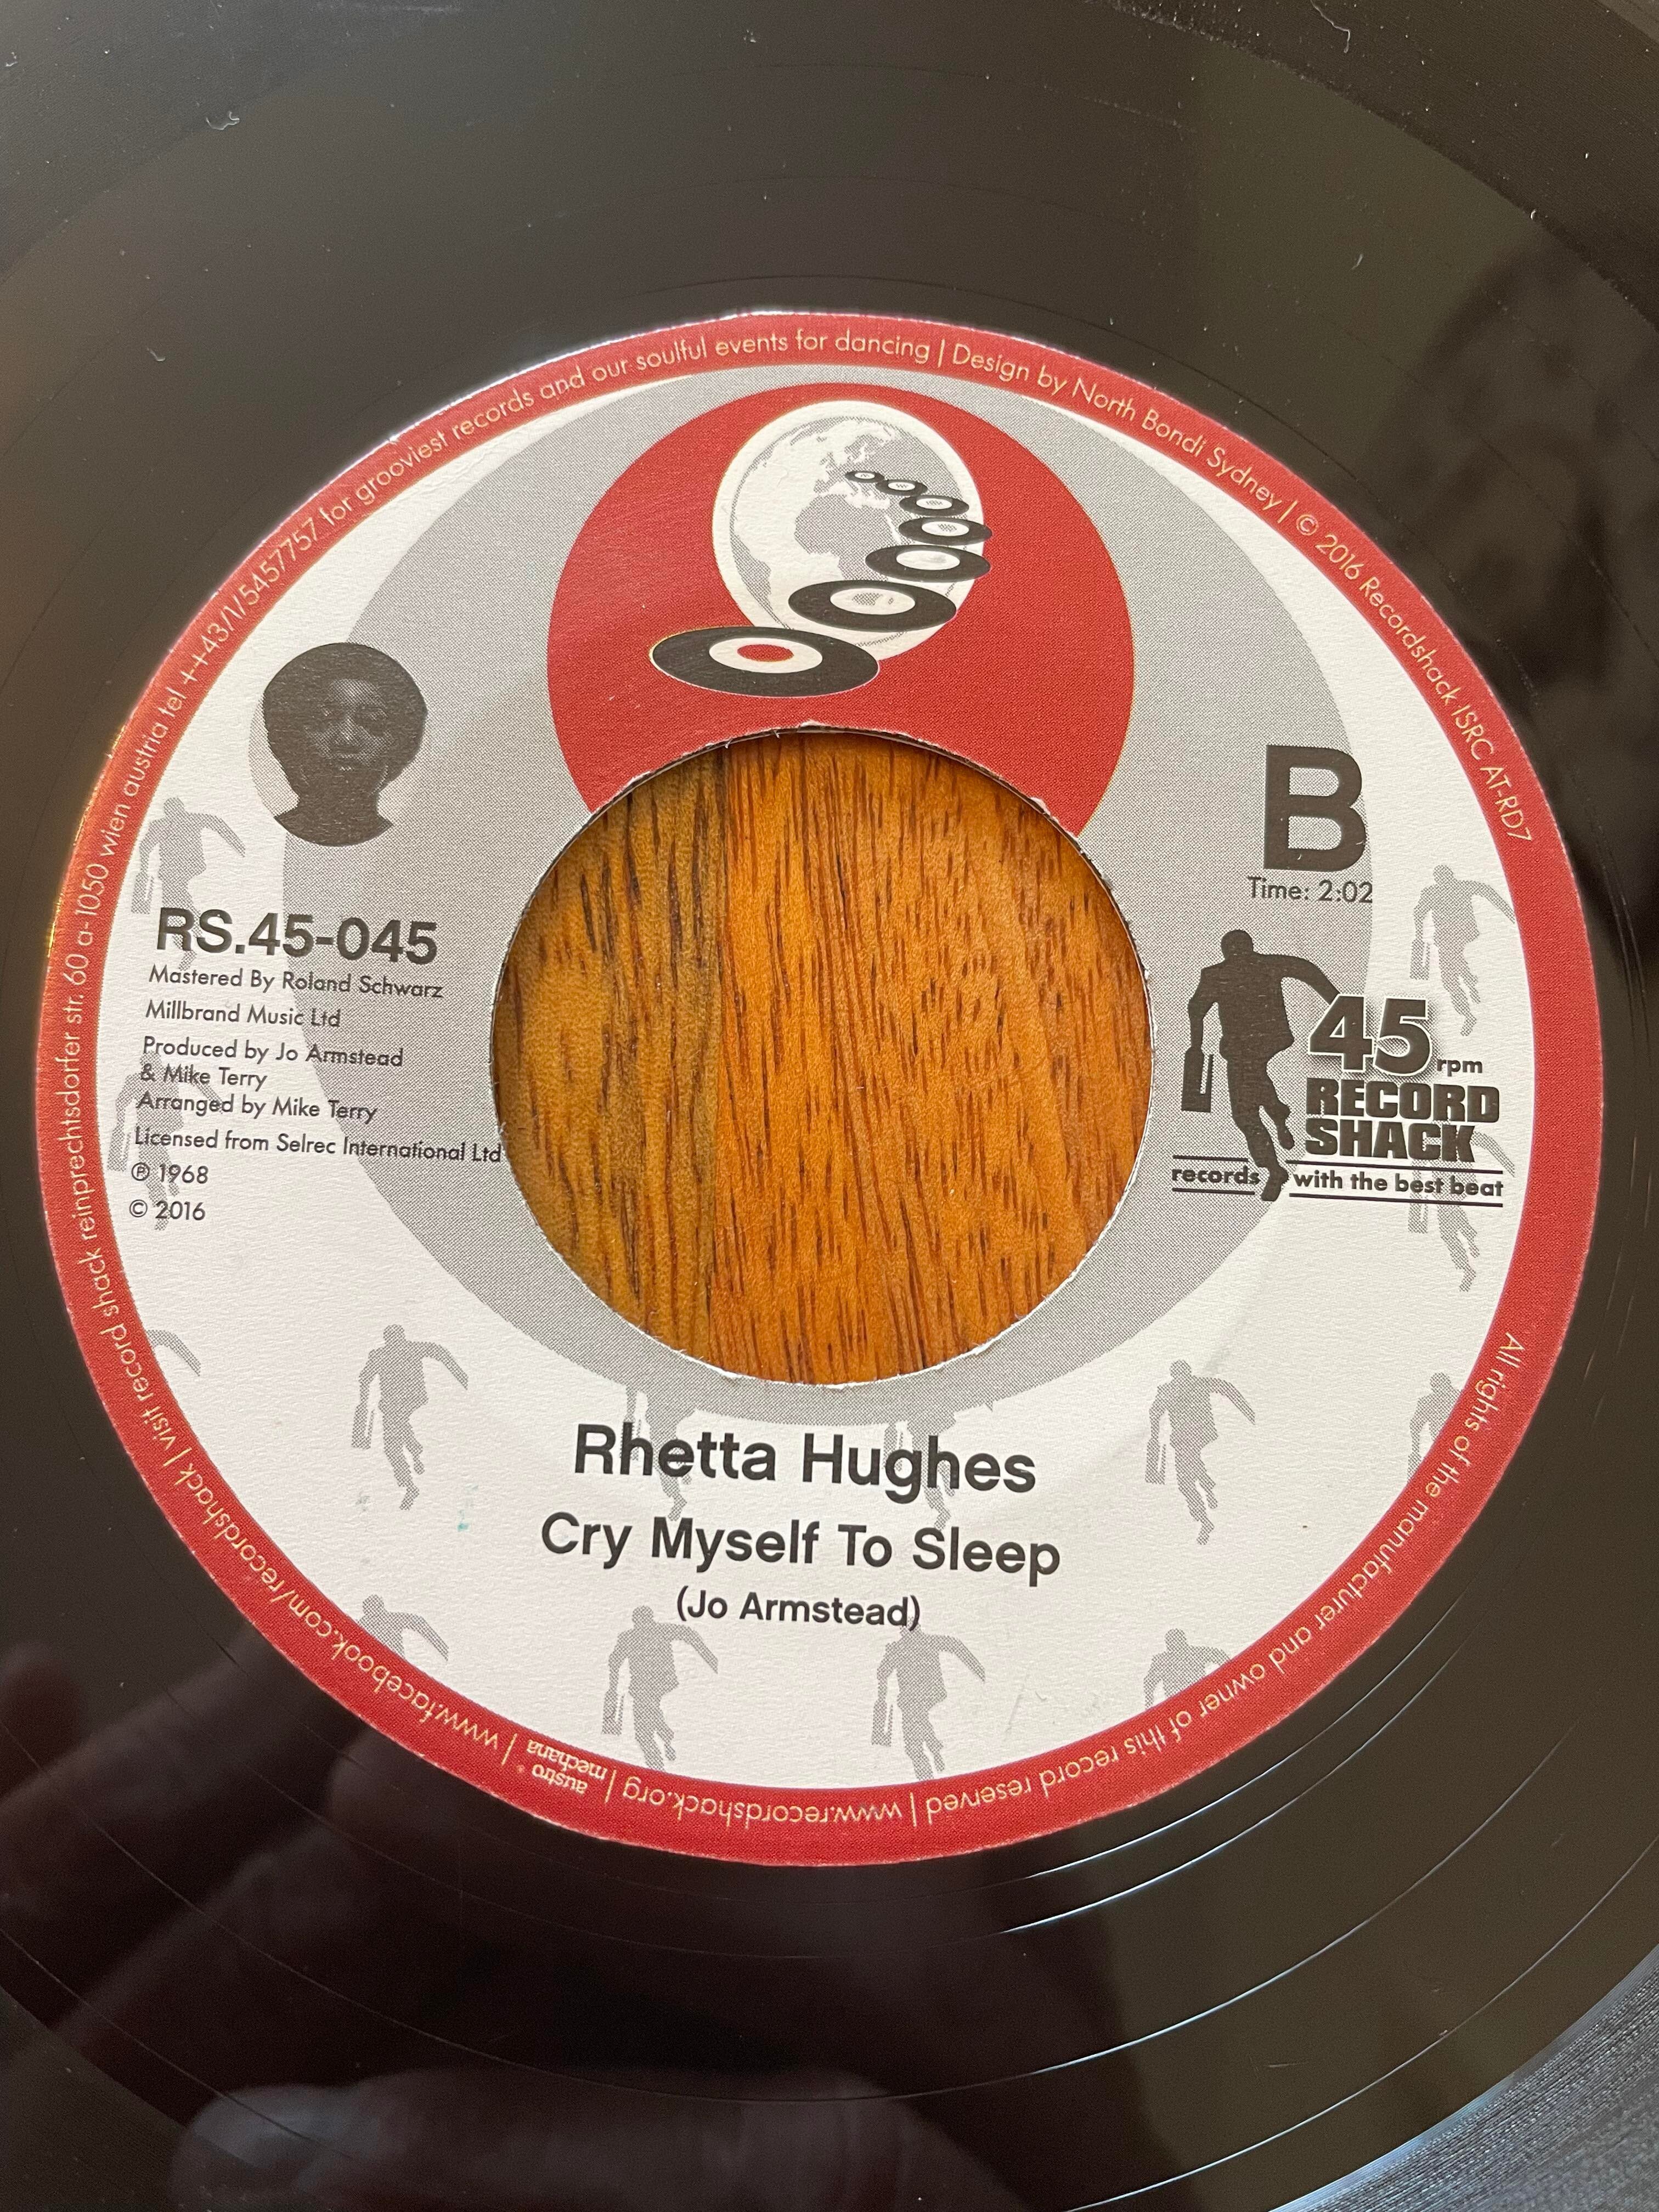 visit record shack reinprechtsdorfer str. 60 a-1050 wien austria tel ++43/1/5457757 for grooviest records and our soulful events for dancing | Design by North Bondi Sydney | © 2016 Recordshack ISRC AT-RD7
B
Time: 2:02
RS.45-045
Mastered By Roland Schwarz
Millbrand Music Ltd
Produced by Jo Armstead
& Mike Terry
Arranged by Mike Terry
Licensed from Selrec International Ltd
℗ 1968
© 2016
45 rpm
RECORD
SHACK
records with the best beat
Rhetta Hughes
Cry Myself To Sleep
(Jo Armstead)
All rights of the manufacturer and owner of this record reserved | www.recordshack.org | austro mechana | www.facebook.com/recordshack |